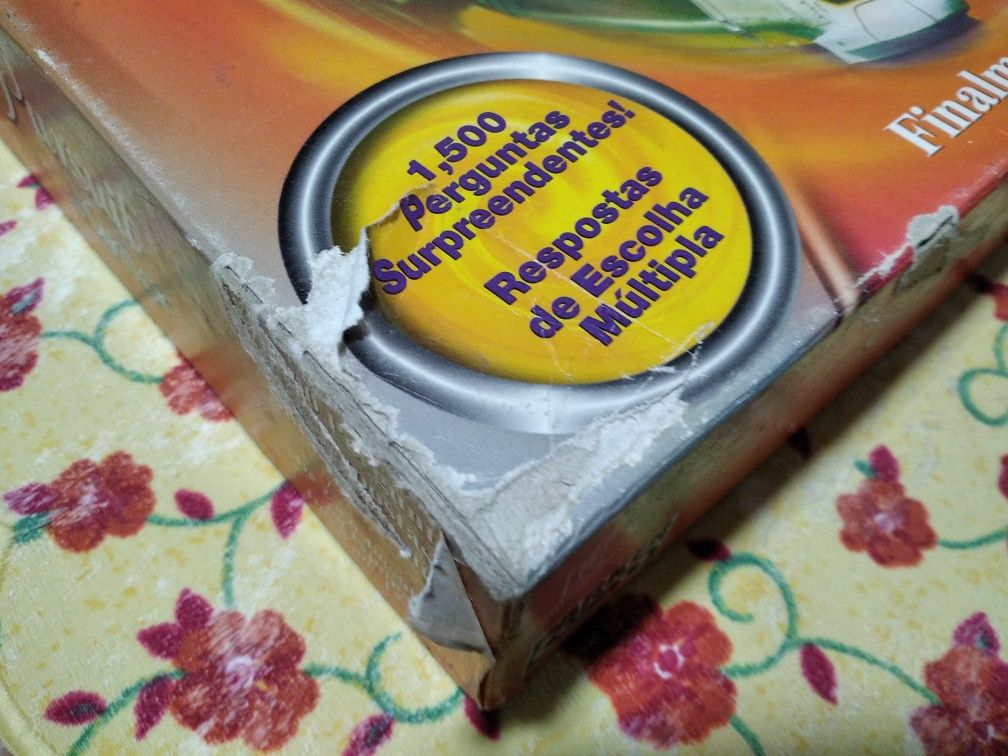 1,500
Perguntas
Surpreendentes!
Respostas
de Escolha
Múltipla